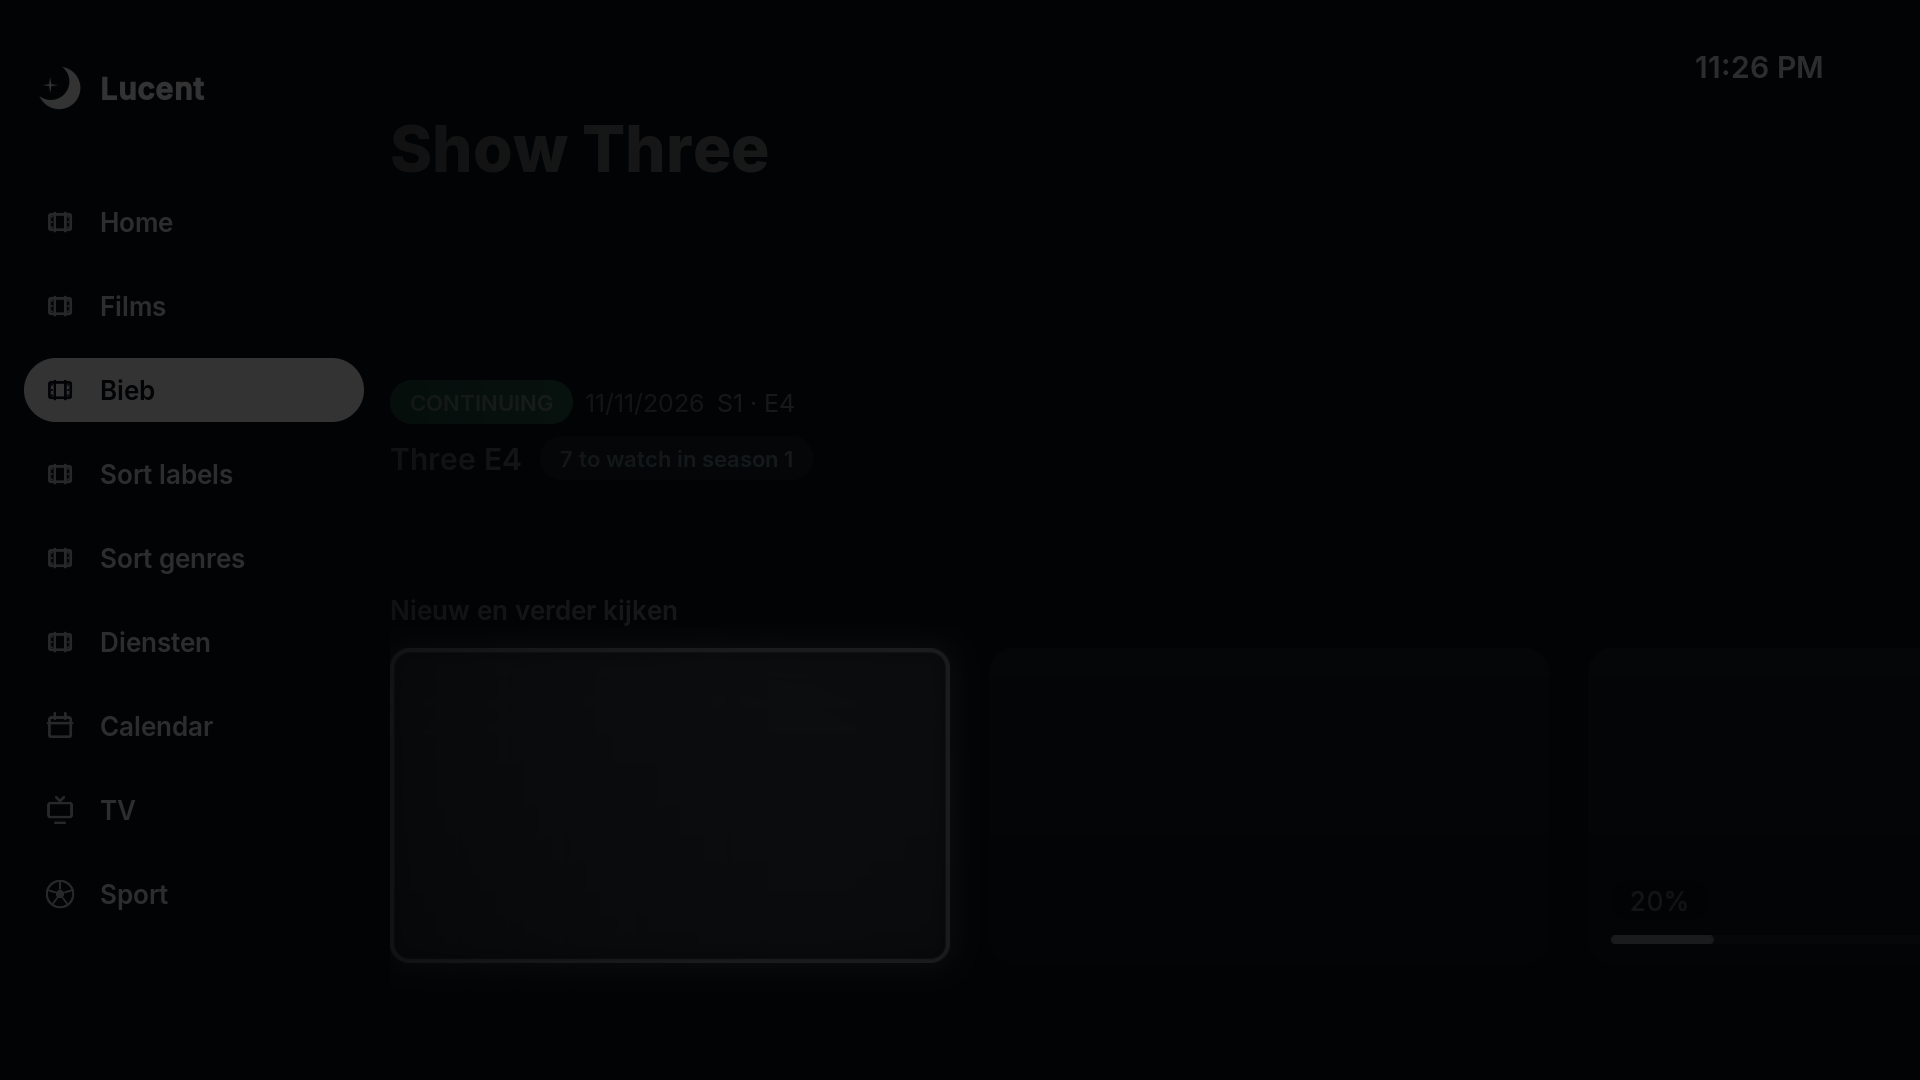 Lucent
11:26 PM
Show Three
Home
Films
Bieb
Sort labels
Sort genres
Diensten
Calendar
TV
Sport
CONTINUING 11/11/2026 S1 · E4
Three E4 7 to watch in season 1
Nieuw en verder kijken
20%